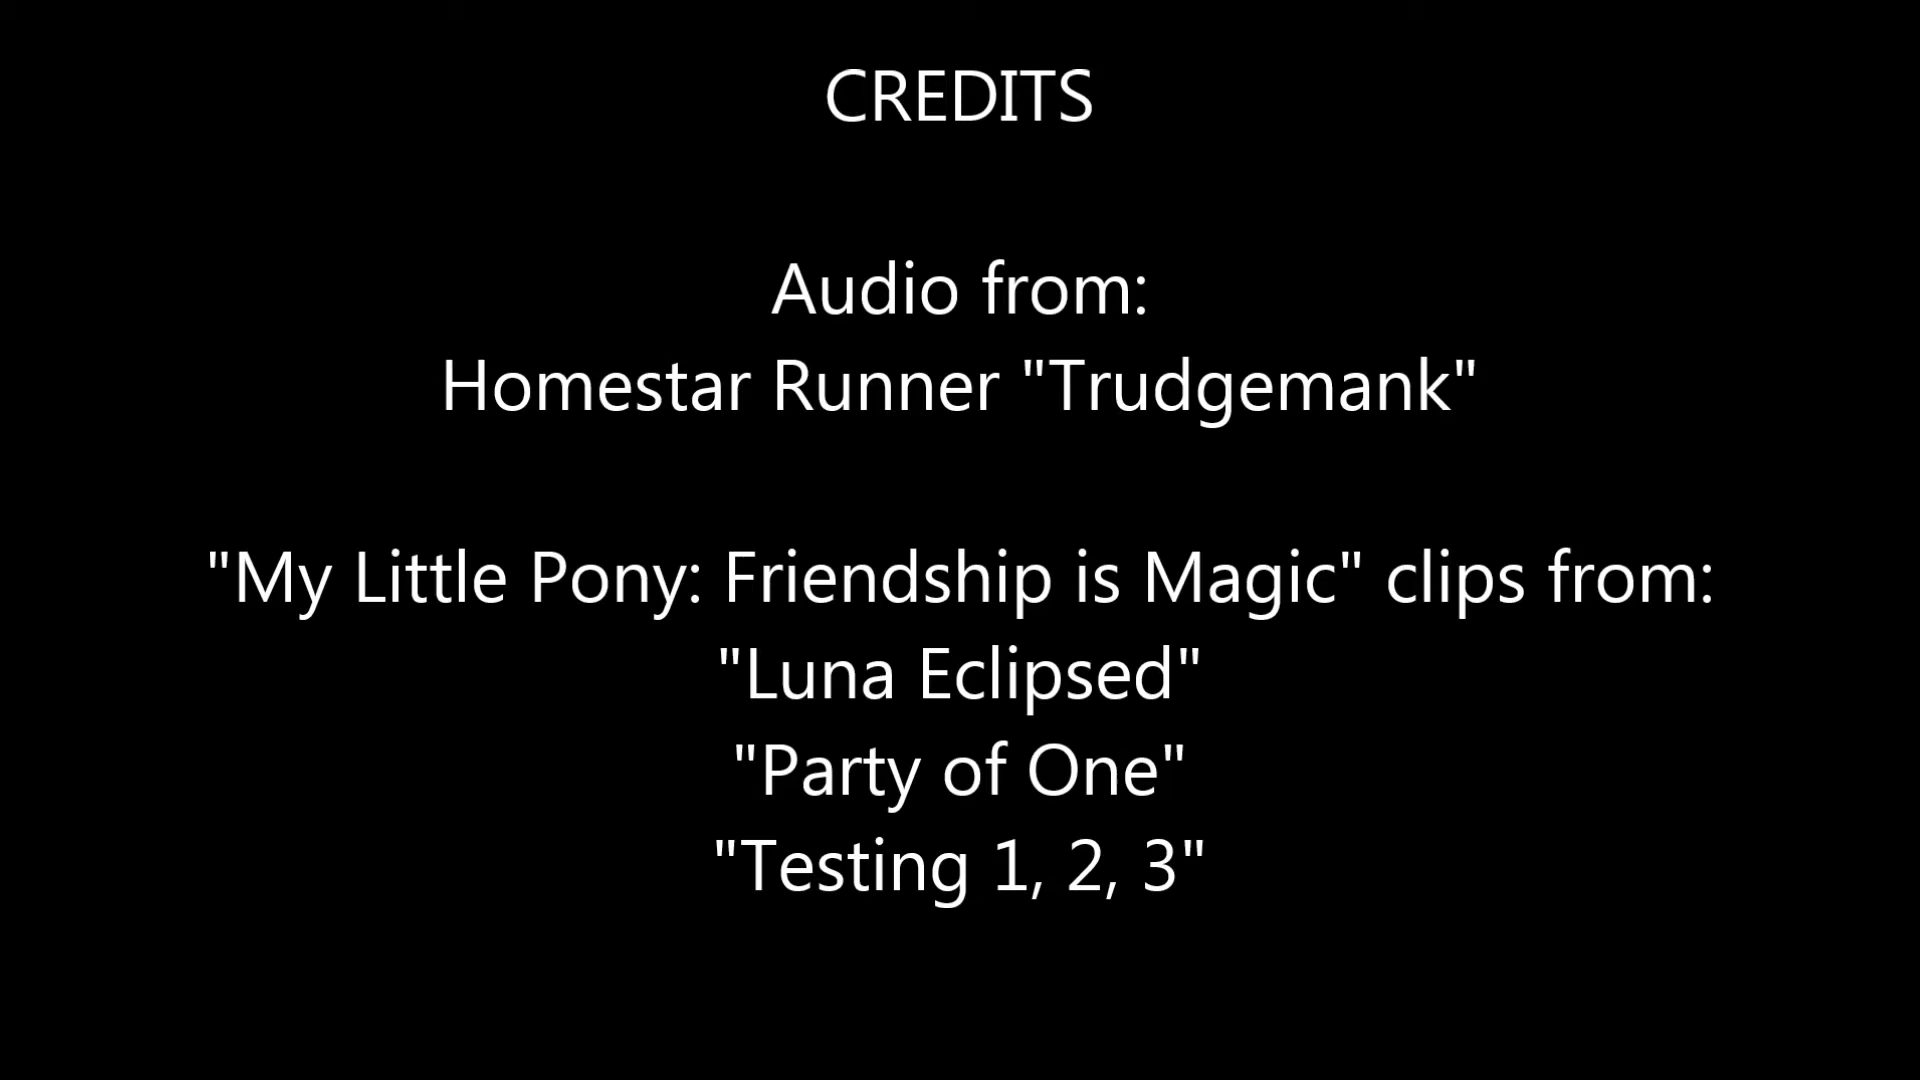 CREDITS
Audio from:
Homestar Runner "Trudgemank"
"My Little Pony: Friendship is Magic" clips from:
"Luna Eclipsed"
"Party of One"
"Testing 1, 2, 3"